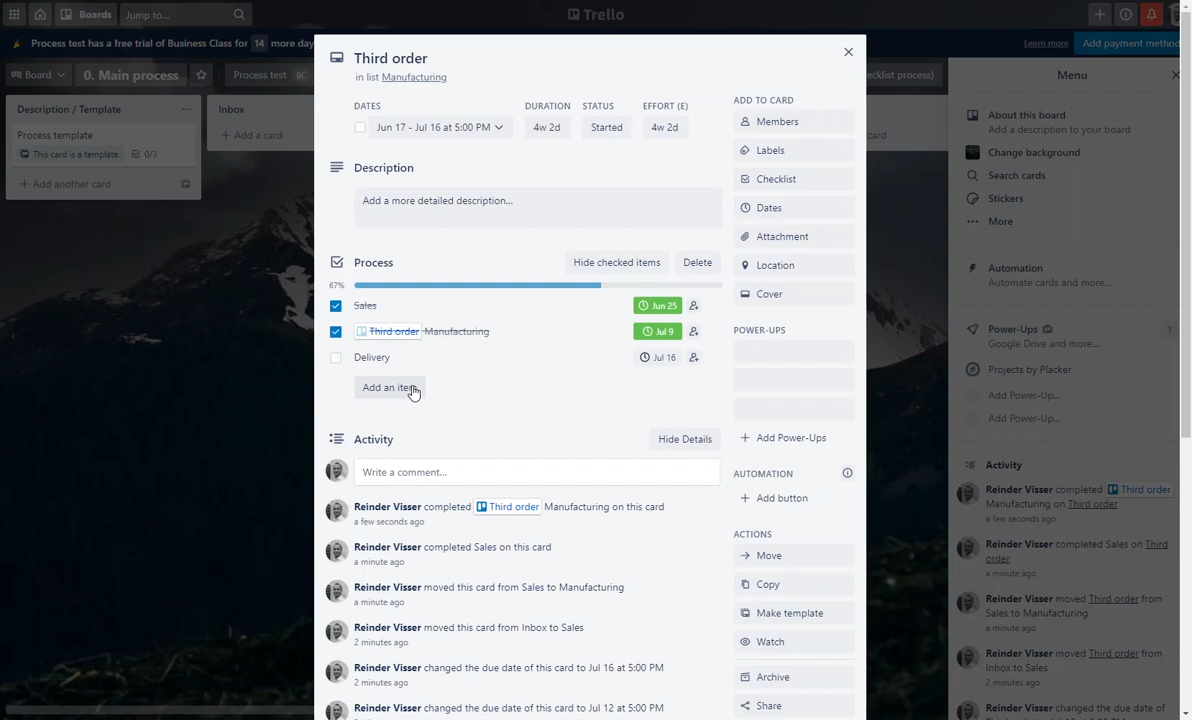 Boards
Jump to...
Trello
Process test has a free trial of Business Class for 14 more day
Learn more
Add payment method
Board
0. Main process
Process test
BC
ecklist process)
Menu
Description / Template
Process template
This card is a template.
0/3
+ Add another card
Inbox
+ Add a card
card
Third order
in list Manufacturing
DATES
DURATION
STATUS
EFFORT (E)
Jun 17 - Jul 16 at 5:00 PM
4w 2d
Started
4w 2d
Description
Add a more detailed description...
Process
Hide checked items
Delete
67%
Sales
Jun 25
Third order Manufacturing
Jul 9
Delivery
Jul 16
Add an item
Activity
Hide Details
Write a comment...
Reinder Visser completed Third order Manufacturing on this card
a few seconds ago
Reinder Visser completed Sales on this card
a minute ago
Reinder Visser moved this card from Sales to Manufacturing
a minute ago
Reinder Visser moved this card from Inbox to Sales
2 minutes ago
Reinder Visser changed the due date of this card to Jul 16 at 5:00 PM
2 minutes ago
Reinder Visser changed the due date of this card to Jul 12 at 5:00 PM
ADD TO CARD
Members
Labels
Checklist
Dates
Attachment
Location
Cover
POWER-UPS
+ Add Power-Ups
AUTOMATION
+ Add button
ACTIONS
Move
Copy
Make template
Watch
Archive
Share
About this board
Add a description to your board
Change background
Search cards
Stickers
More
Automation
Automate cards and more...
Power-Ups
1
Google Drive and more...
Projects by Placker
Add Power-Up...
Add Power-Up...
Activity
Reinder Visser completed Third order
Manufacturing on Third order
a few seconds ago
Reinder Visser completed Sales on Third
order
a minute ago
Reinder Visser moved Third order from
Sales to Manufacturing
a minute ago
Reinder Visser moved Third order from
Inbox to Sales
2 minutes ago
Reinder Visser changed the due date of